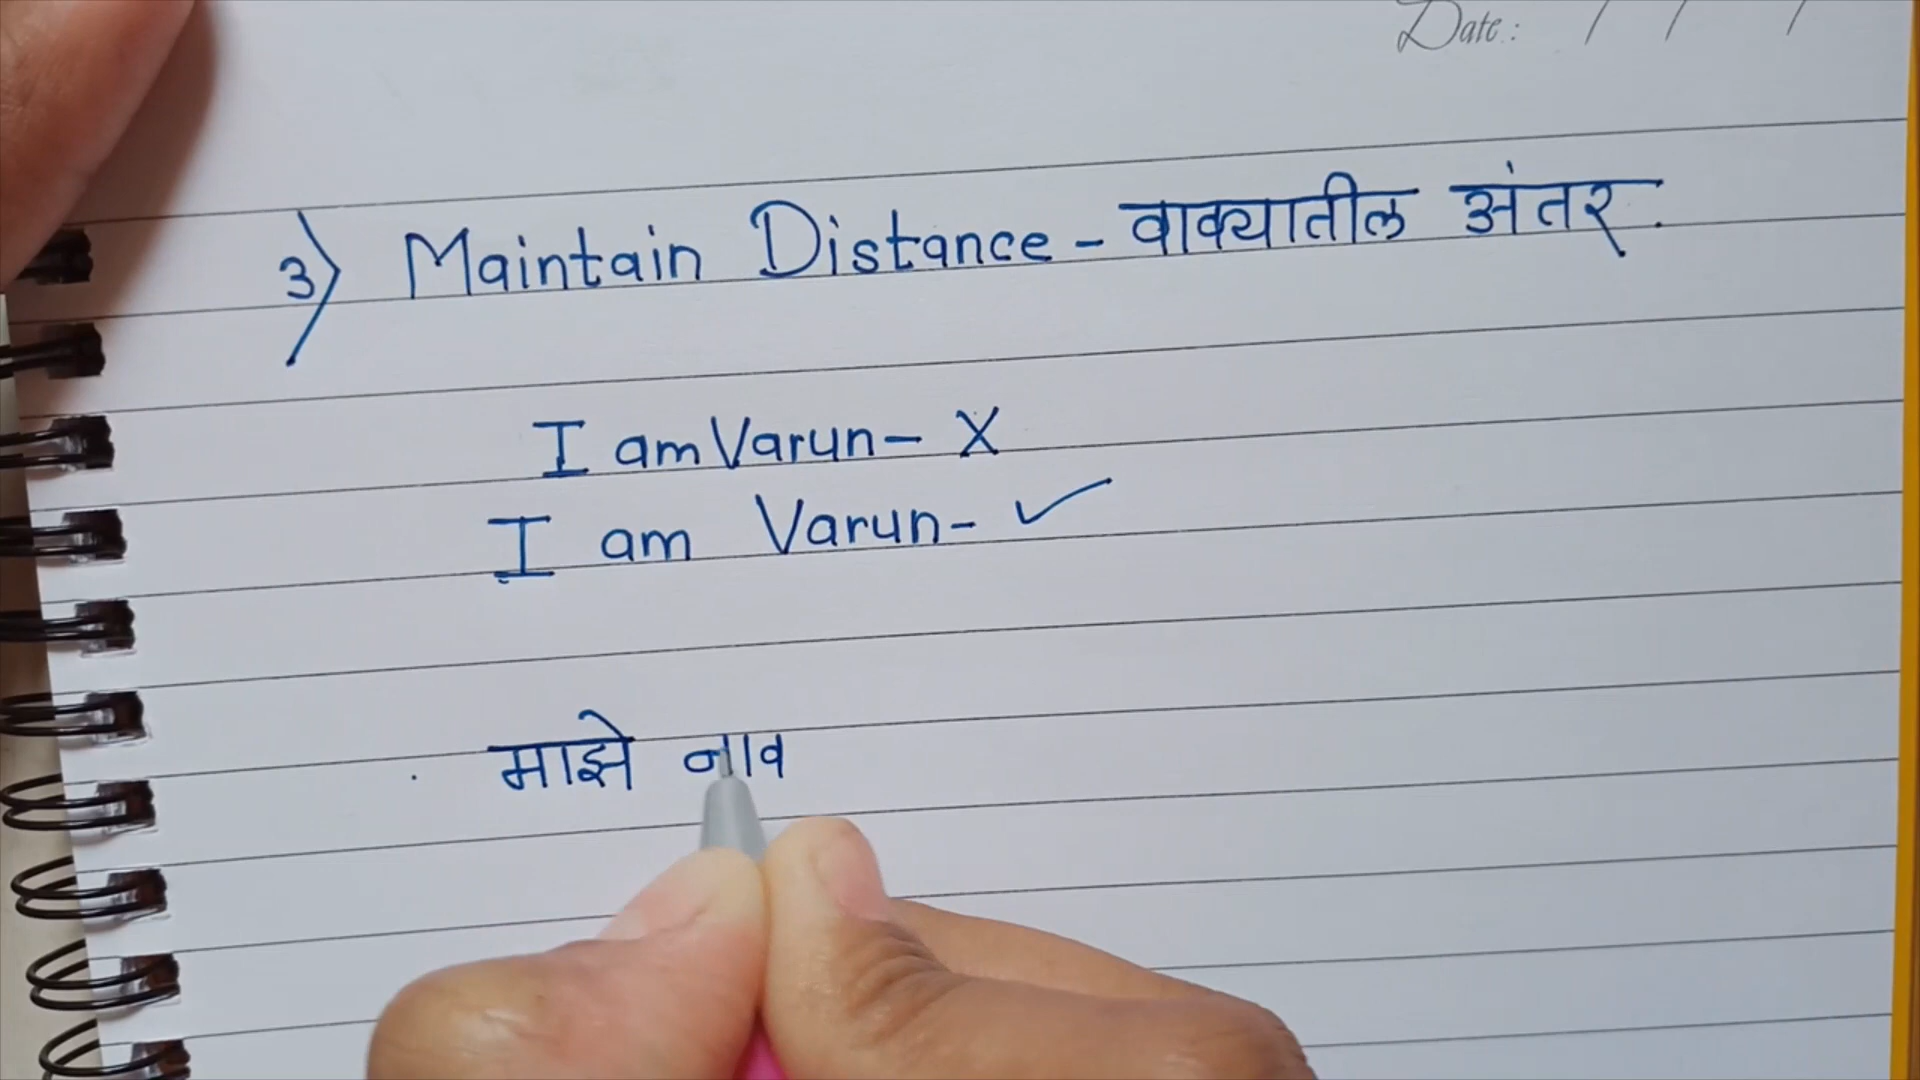 Date: / / /
3) Maintain Distance - वाक्यातील अंतर.
I amVarun- X
I am Varun- ✓
माझे नाव